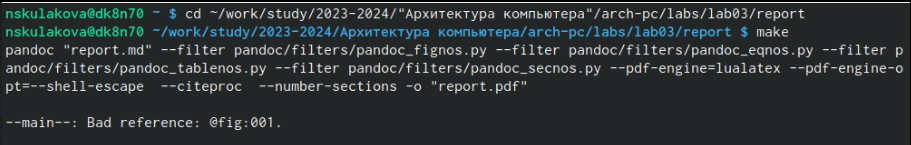 nskulakova@dk8n70 ~ $ cd ~/work/study/2023-2024/"Архитектура компьютера"/arch-pc/labs/lab03/report
nskulakova@dk8n70 ~/work/study/2023-2024/Архитектура компьютера/arch-pc/labs/lab03/report $ make
pandoc "report.md" --filter pandoc/filters/pandoc_fignos.py --filter pandoc/filters/pandoc_eqnos.py --filter p
andoc/filters/pandoc_tablenos.py --filter pandoc/filters/pandoc_secnos.py --pdf-engine=lualatex --pdf-engine-o
pt=--shell-escape  --citeproc  --number-sections -o "report.pdf"
--main--: Bad reference: @fig:001.